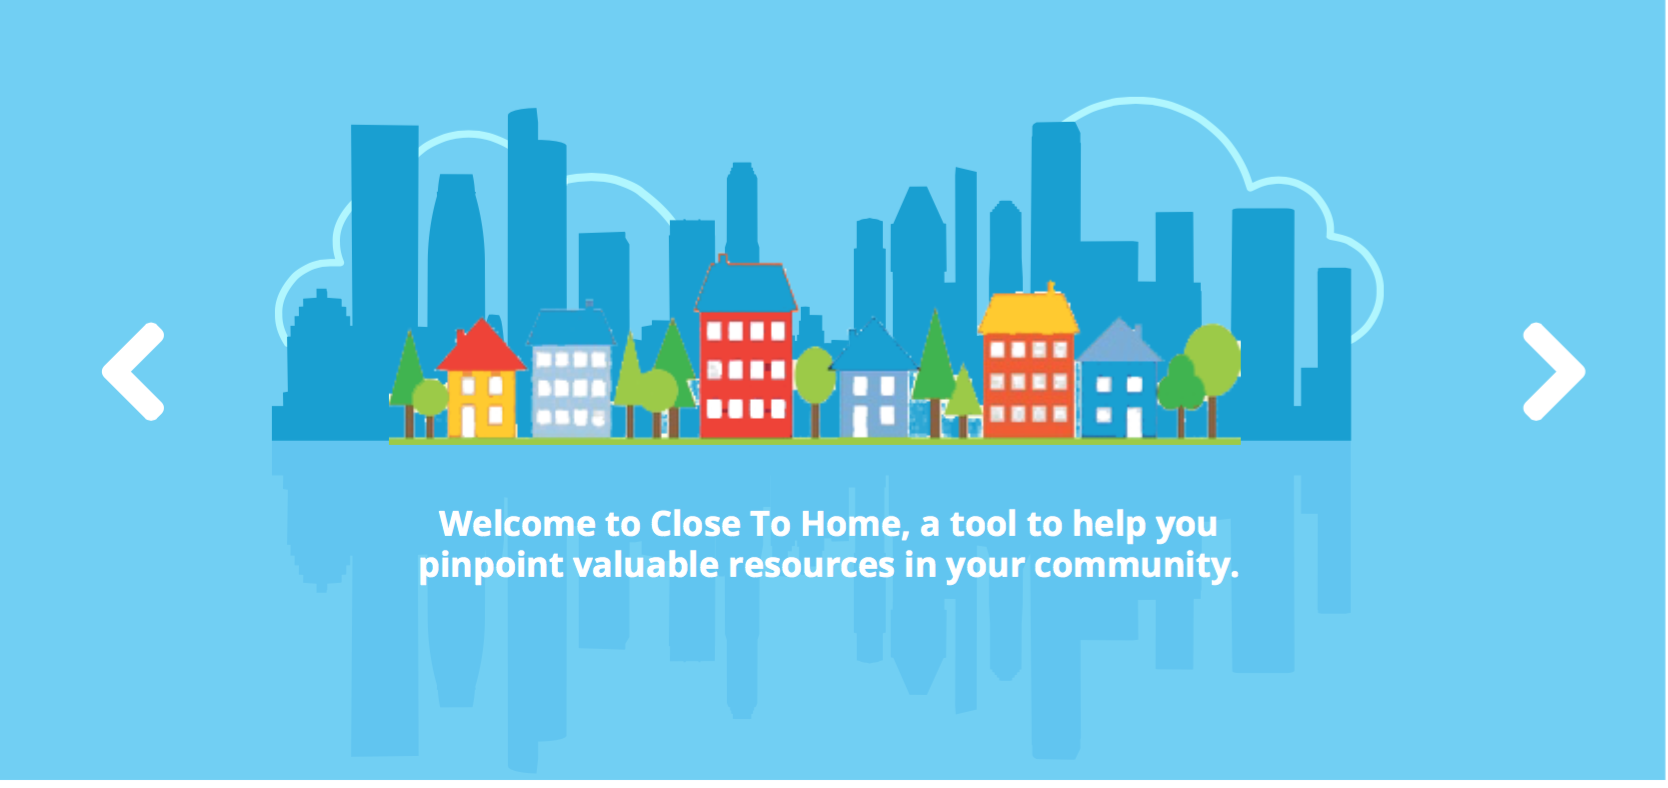 Welcome to Close To Home, a tool to help you
pinpoint valuable resources in your community.